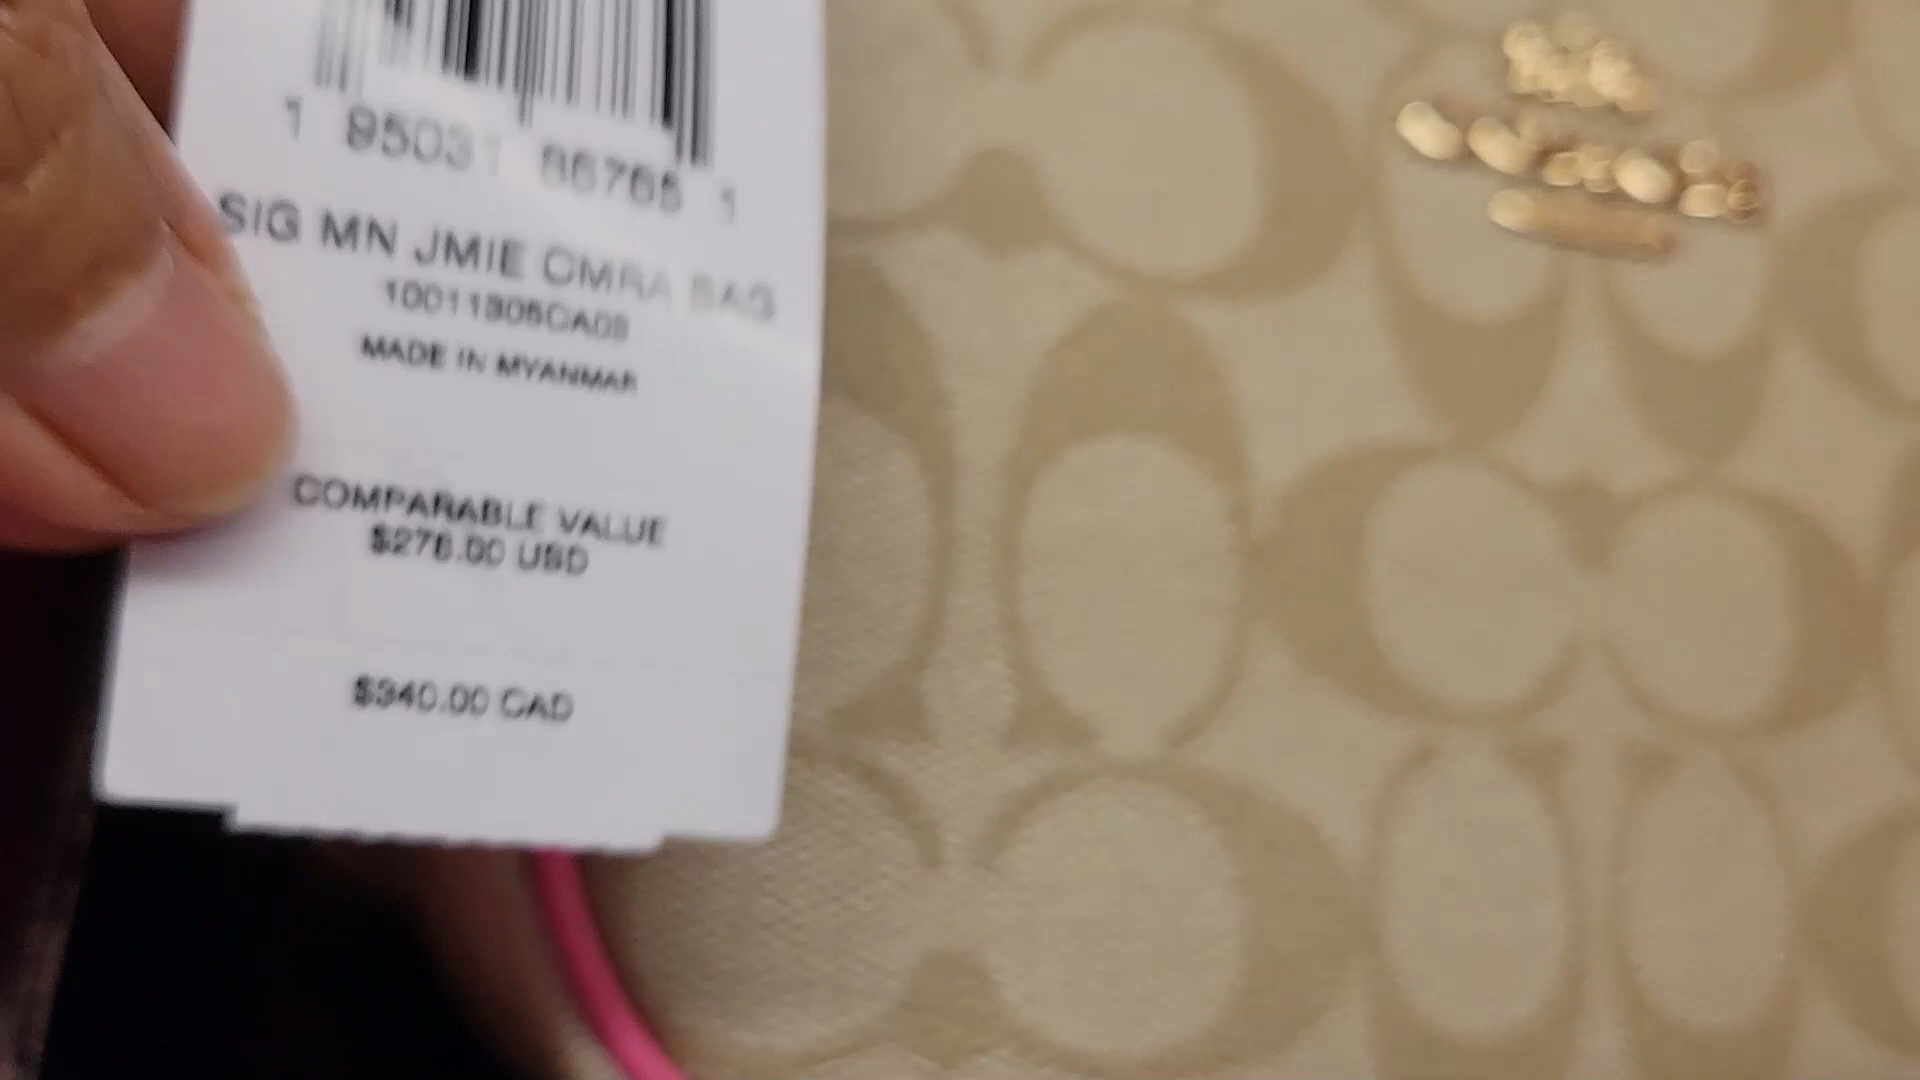 1 95031 86765 1
SIG MN JMIE CMRA BAG
MADE IN MYANMAR
COMPARABLE VALUE
$278.00 USD
$340.00 CAD